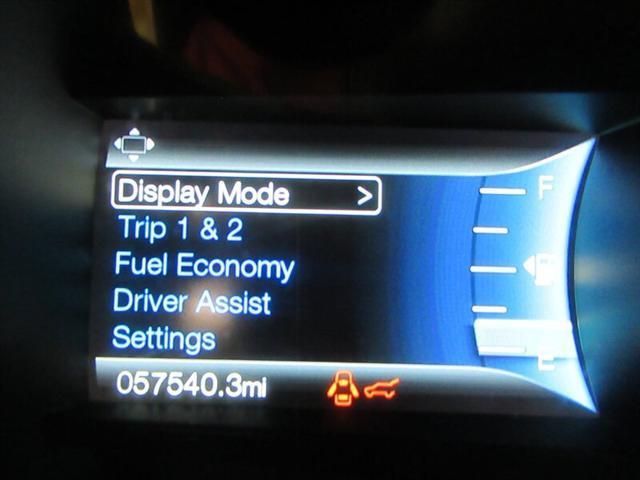 Display Mode >
Trip 1 & 2
Fuel Economy
Driver Assist
Settings
057540.3mi
F
E